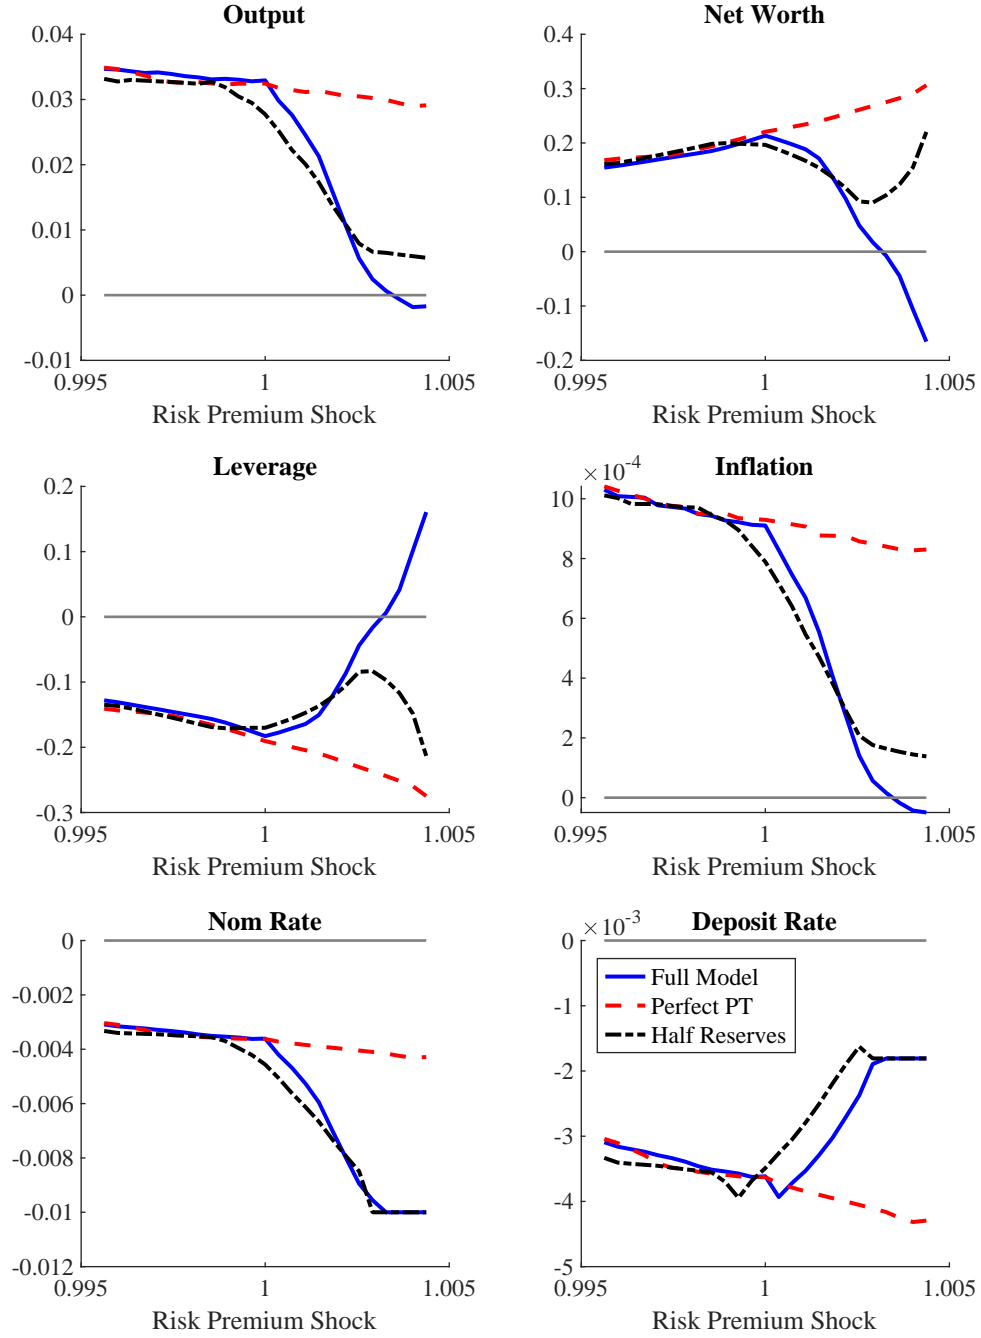 Output
0.04
0.03
0.02
0.01
0
-0.01
0.995 1 1.005
Risk Premium Shock
Net Worth
0.4
0.3
0.2
0.1
0
-0.1
-0.2
0.995 1 1.005
Risk Premium Shock
Leverage
0.2
0.1
0
-0.1
-0.2
-0.3
0.995 1 1.005
Risk Premium Shock
Inflation
×10-4
10
8
6
4
2
0
0.995 1 1.005
Risk Premium Shock
Nom Rate
0
-0.002
-0.004
-0.006
-0.008
-0.01
-0.012
0.995 1 1.005
Risk Premium Shock
Deposit Rate
×10-3
0
-1
-2
-3
-4
-5
Full Model
Perfect PT
Half Reserves
0.995 1 1.005
Risk Premium Shock